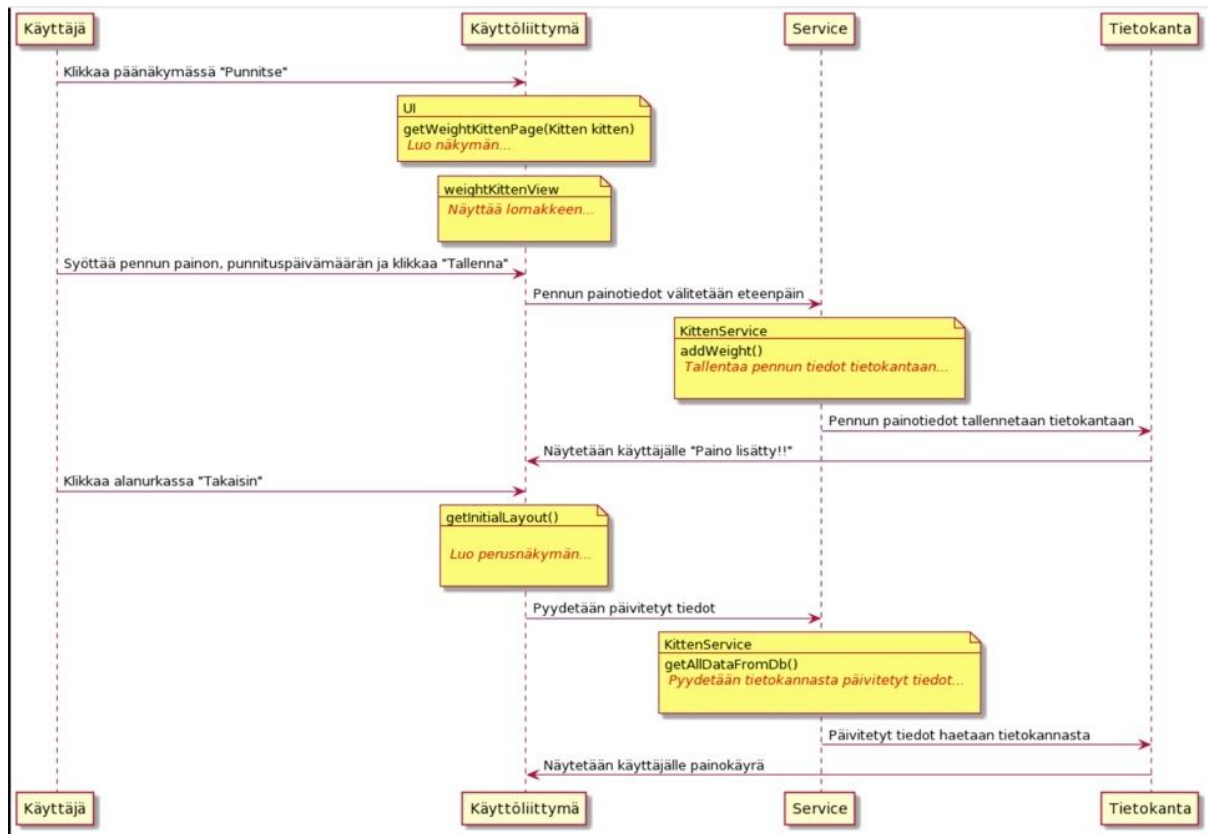 Käyttäjä
Käyttöliittymä
Service
Tietokanta
Klikkaa päänäkymässä "Punnitse"
UI
getWeightKittenPage(Kitten kitten)
Luo näkymän...
weightKittenView
Näyttää lomakkeen...
Syöttää pennun painon, punnituspäivämäärän ja klikkaa "Tallenna"
Pennun painotiedot välitetään eteenpäin
KittenService
addWeight()
Tallentaa pennun tiedot tietokantaan...
Pennun painotiedot tallennetaan tietokantaan
Näytetään käyttäjälle "Paino lisätty!!"
Klikkaa alanurkassa "Takaisin"
getInitialLayout()
Luo perusnäkymän...
Pyydetään päivitetyt tiedot
KittenService
getAllDataFromDb()
Pyydetään tietokannasta päivitetyt tiedot...
Päivitetyt tiedot haetaan tietokannasta
Näytetään käyttäjälle painokäyrä
Käyttäjä
Käyttöliittymä
Service
Tietokanta